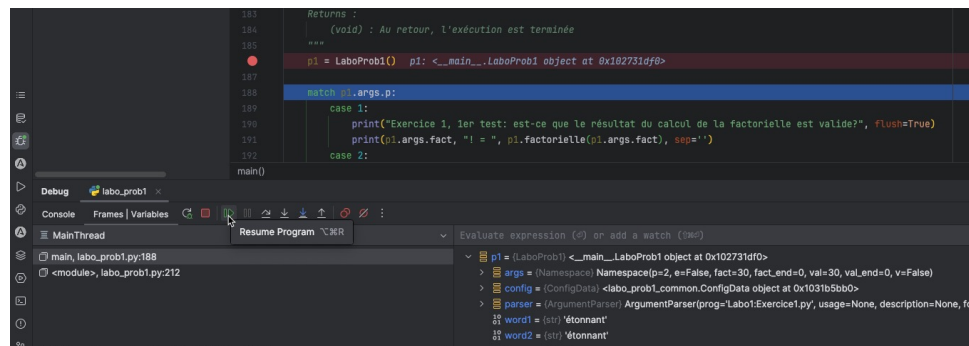 183 Returns :
184 (void) : Au retour, l'exécution est terminée
185 """
p1 = LaboProb1() p1: <__main__.LaboProb1 object at 0x102731df0>
187
188 match p1.args.p:
189 case 1:
190 print("Exercice 1, 1er test: est-ce que le résultat du calcul de la factorielle est valide?", flush=True)
191 print(p1.args.fact, "! = ", p1.factorielle(p1.args.fact), sep='')
192 case 2:
main()
Debug labo_prob1 ×
Console Frames | Variables
Resume Program ⌥⌘R
MainThread
Evaluate expression (⏎) or add a watch (⇧⌘⏎)
main, labo_prob1.py:188
<module>, labo_prob1.py:212
p1 = {LaboProb1} <__main__.LaboProb1 object at 0x102731df0>
args = {Namespace} Namespace(p=2, e=False, fact=30, fact_end=0, val=30, val_end=0, v=False)
config = {ConfigData} <labo_prob1_common.ConfigData object at 0x1031b5bb0>
parser = {ArgumentParser} ArgumentParser(prog='Labo1:Exercice1.py', usage=None, description=None, fo
word1 = {str} 'étonnant'
word2 = {str} 'étonnant'